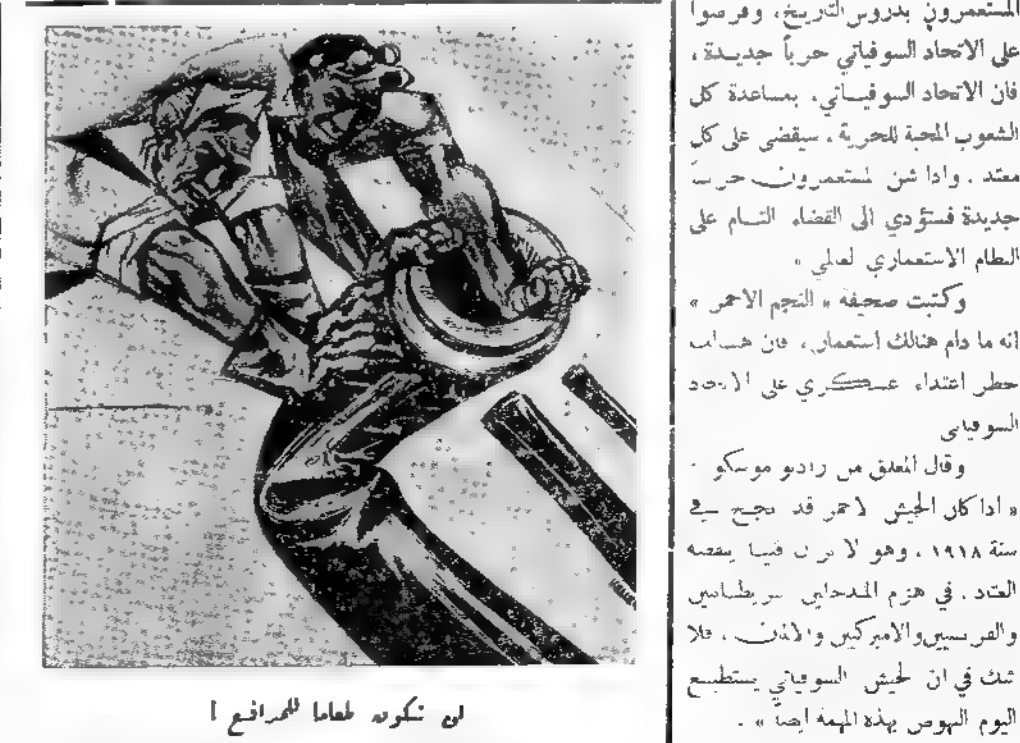 المستعمرون بدروس التاريخ، وفرضوا
على الاتحاد السوفياتي حرباً جديدة،
فان الاتحاد السوفياتي، بمساعدة كل
الشعوب المحبة للحرية، سيقضي على كل
معتد. واذا شن المستعمرون حرباً
جديدة فستؤدي الى القضاء التام على
النظام الاستعماري العالمي»
وكتبت صحيفة «النجم الاحمر»
انه ما دام هنالك استعمار، فان هنالك
خطر اعتداء عسكري على الاتحاد
السوفياتي
وقال المعلق من راديو موسكو
«اذا كان الجيش الاحمر قد نجح في
سنة ١٩١٨، وهو لا يزال فتيا ينقصه
العتاد، في هزم المتدخلين البريطانيين
والفرنسيين والاميركيين والالمان، فلا
شك في ان الجيش السوفياتي يستطيع
اليوم النهوض بهذه المهمة ايضاً».
لن نكون طعاما للمدافع !